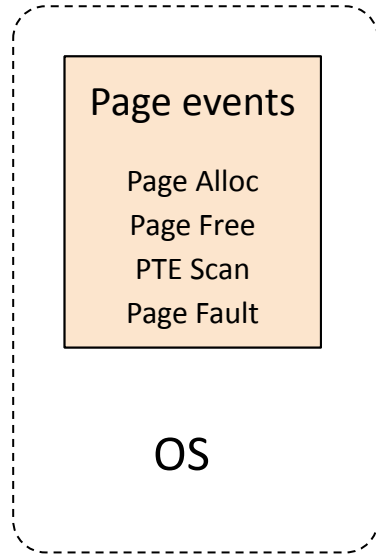 Page events
Page Alloc
Page Free
PTE Scan
Page Fault
OS